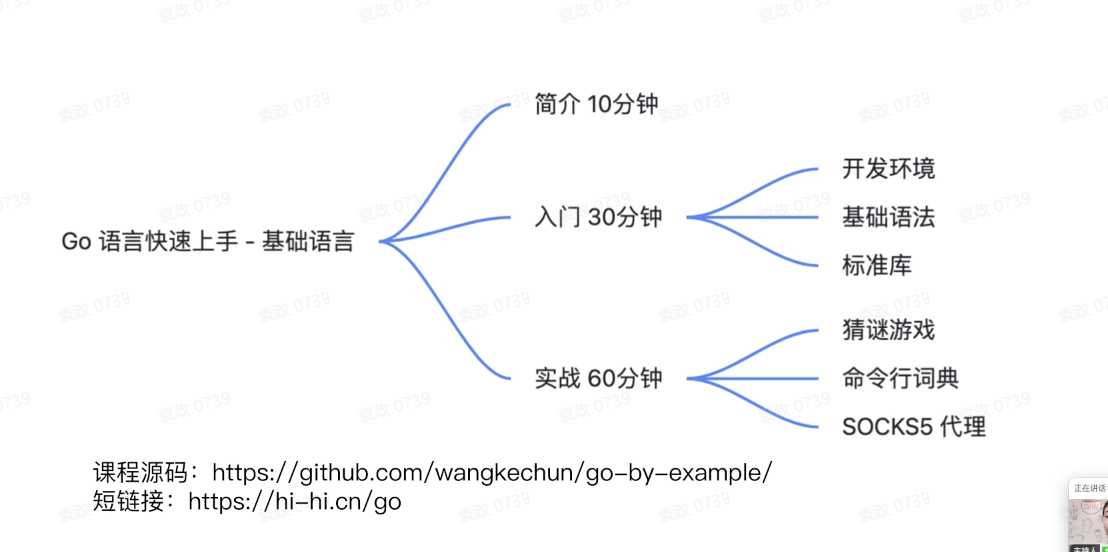 简介 10分钟
入门 30分钟
开发环境
基础语法
标准库
Go 语言快速上手 - 基础语言
实战 60分钟
猜谜游戏
命令行词典
SOCKS5 代理
课程源码：https://github.com/wangkechun/go-by-example/
短链接：https://hi-hi.cn/go
袁政 0739
正在讲话:
主持人